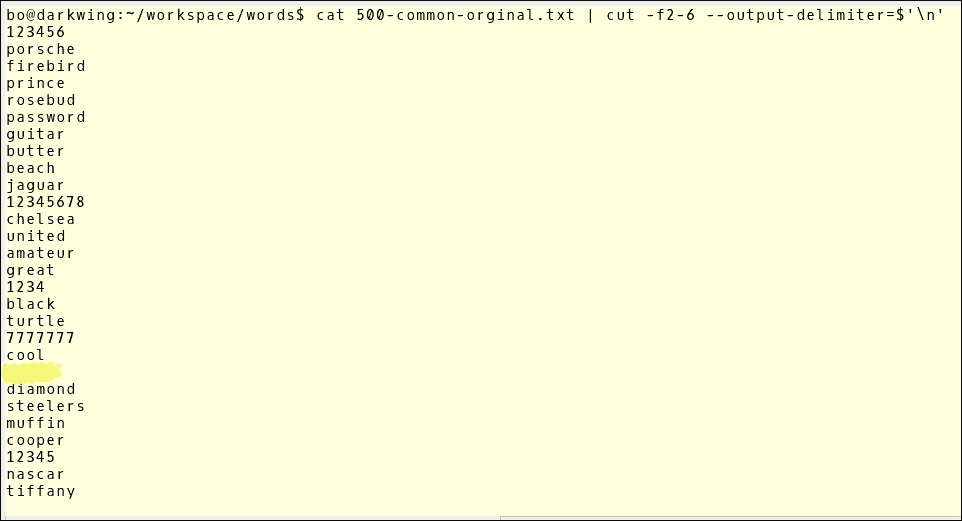 bo@darkwing:~/workspace/words$ cat 500-common-orginal.txt | cut -f2-6 --output-delimiter=$'\n'
123456
porsche
firebird
prince
rosebud
password
guitar
butter
beach
jaguar
12345678
chelsea
united
amateur
great
1234
black
turtle
7777777
cool
diamond
steelers
muffin
cooper
12345
nascar
tiffany